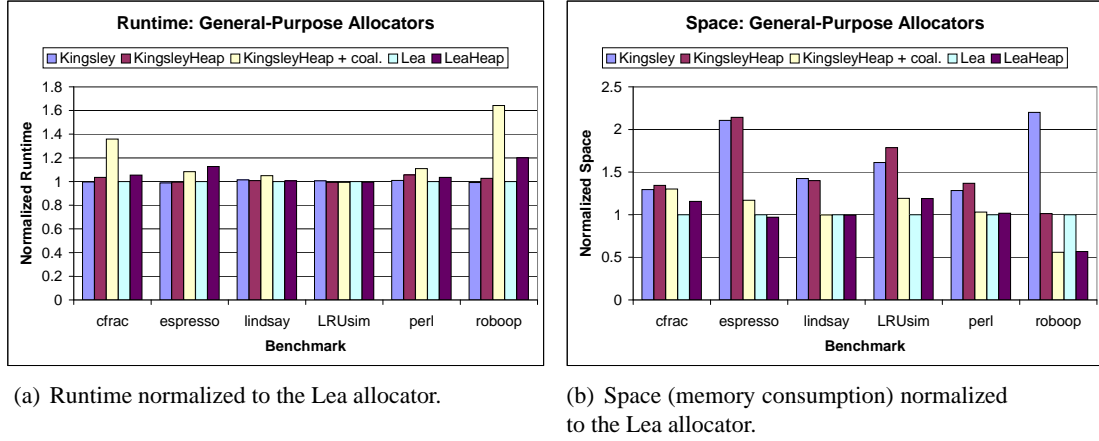 Runtime: General-Purpose Allocators
Kingsley KingsleyHeap KingsleyHeap + coal. Lea LeaHeap
Normalized Runtime
1.8
1.6
1.4
1.2
1
0.8
0.6
0.4
0.2
0
cfrac espresso lindsay LRUsim perl roboop
Benchmark
(a) Runtime normalized to the Lea allocator.
Space: General-Purpose Allocators
Kingsley KingsleyHeap KingsleyHeap + coal. Lea LeaHeap
Normalized Space
2.5
2
1.5
1
0.5
0
cfrac espresso lindsay LRUsim perl roboop
Benchmark
(b) Space (memory consumption) normalized
to the Lea allocator.